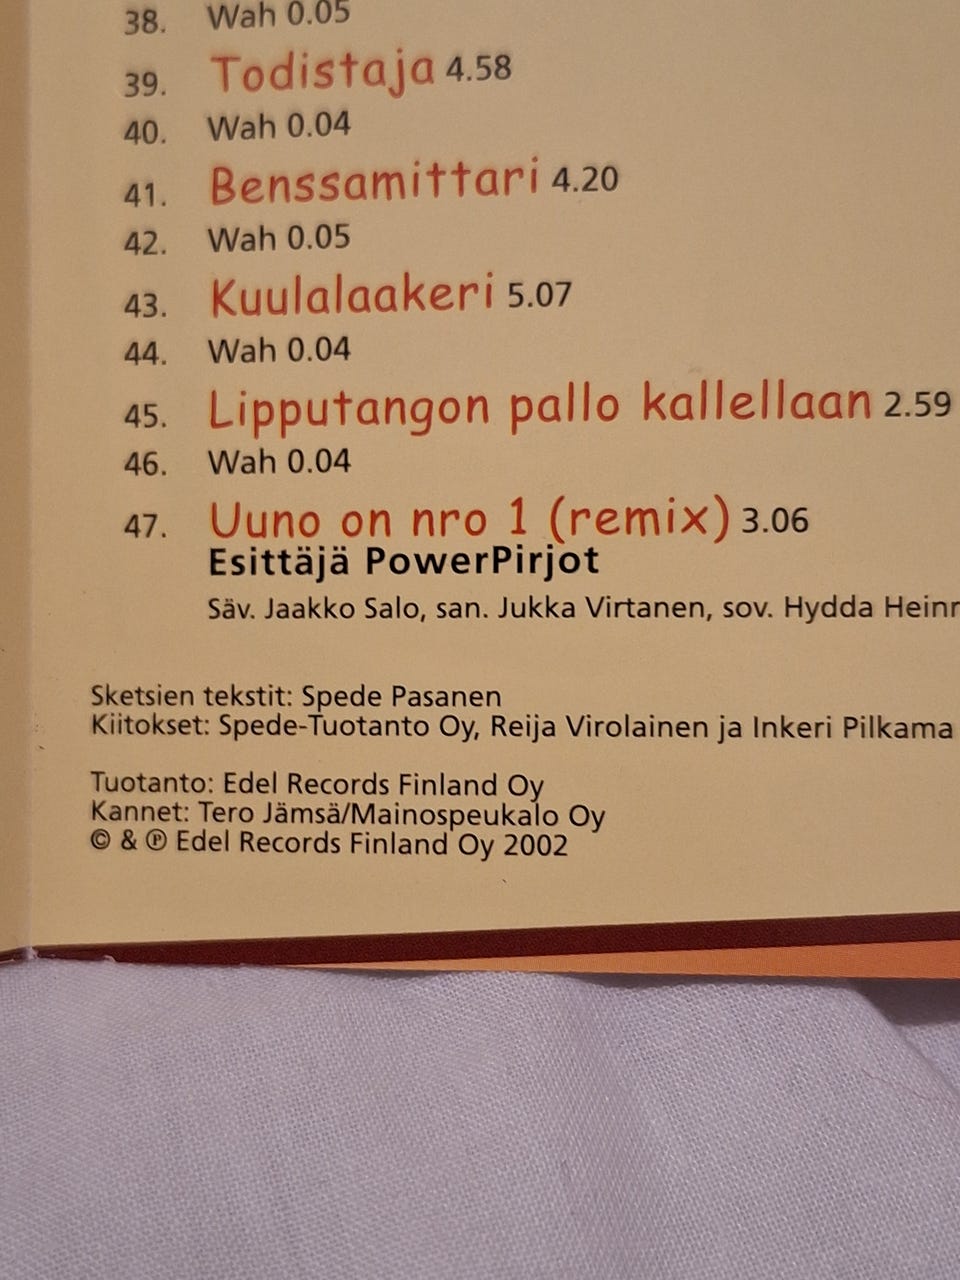 38. Wah 0.05
39. Todistaja 4.58
40. Wah 0.04
41. Benssamittari 4.20
42. Wah 0.05
43. Kuulalaakeri 5.07
44. Wah 0.04
45. Lipputangon pallo kallellaan 2.59
46. Wah 0.04
47. Uuno on nro 1 (remix) 3.06
Esittäjä PowerPirjot
Säv. Jaakko Salo, san. Jukka Virtanen, sov. Hydda
Sketsien tekstit: Spede Pasanen
Kiitokset: Spede-Tuotanto Oy, Reija Virolainen ja Inkeri Pilkama
Tuotanto: Edel Records Finland Oy
Kannet: Tero Jämsä/Mainospeukalo Oy
© & ℗ Edel Records Finland Oy 2002